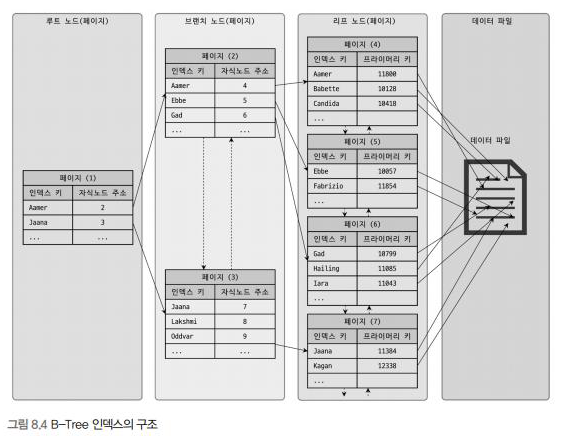 루트 노드(페이지)
브랜치 노드(페이지)
리프 노드(페이지)
데이터 파일
페이지 (1)
인덱스 키 자식노드 주소
Aamer 2
Jaana 3
... ...
페이지 (2)
인덱스 키 자식노드 주소
Aamer 4
Ebbe 5
Gad 6
... ...
페이지 (3)
인덱스 키 자식노드 주소
Jaana 7
Lakshmi 8
Oddvar 9
... ...
페이지 (4)
인덱스 키 프라이머리 키
Aamer 11800
Babette 10128
Candida 10418
...
페이지 (5)
인덱스 키 프라이머리 키
Ebbe 10057
Fabrizio 11854
...
페이지 (6)
인덱스 키 프라이머리 키
Gad 10799
Hailing 11085
Iara 11043
...
페이지 (7)
인덱스 키 프라이머리 키
Jaana 11384
Kagan 12338
...
데이터 파일
그림 8.4 B-Tree 인덱스의 구조